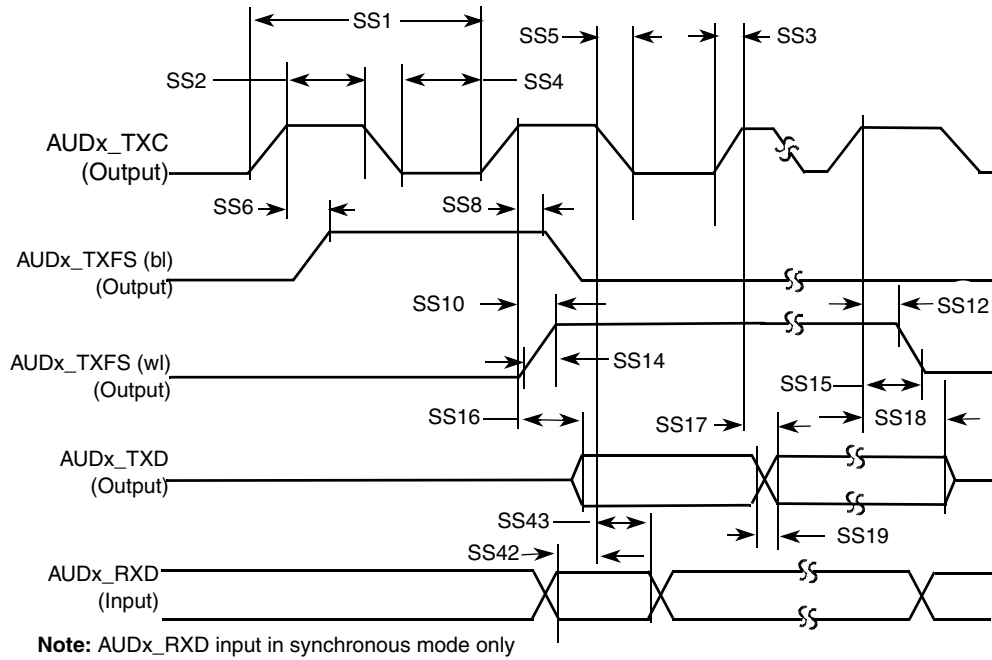 SS1
SS5
SS3
SS2
SS4
AUDx_TXC
(Output)
SS6
SS8
AUDx_TXFS (bl)
(Output)
SS10
SS12
SS14
AUDx_TXFS (wl)
(Output)
SS15
SS16
SS17
SS18
AUDx_TXD
(Output)
SS43
SS19
SS42
AUDx_RXD
(Input)
Note: AUDx_RXD input in synchronous mode only